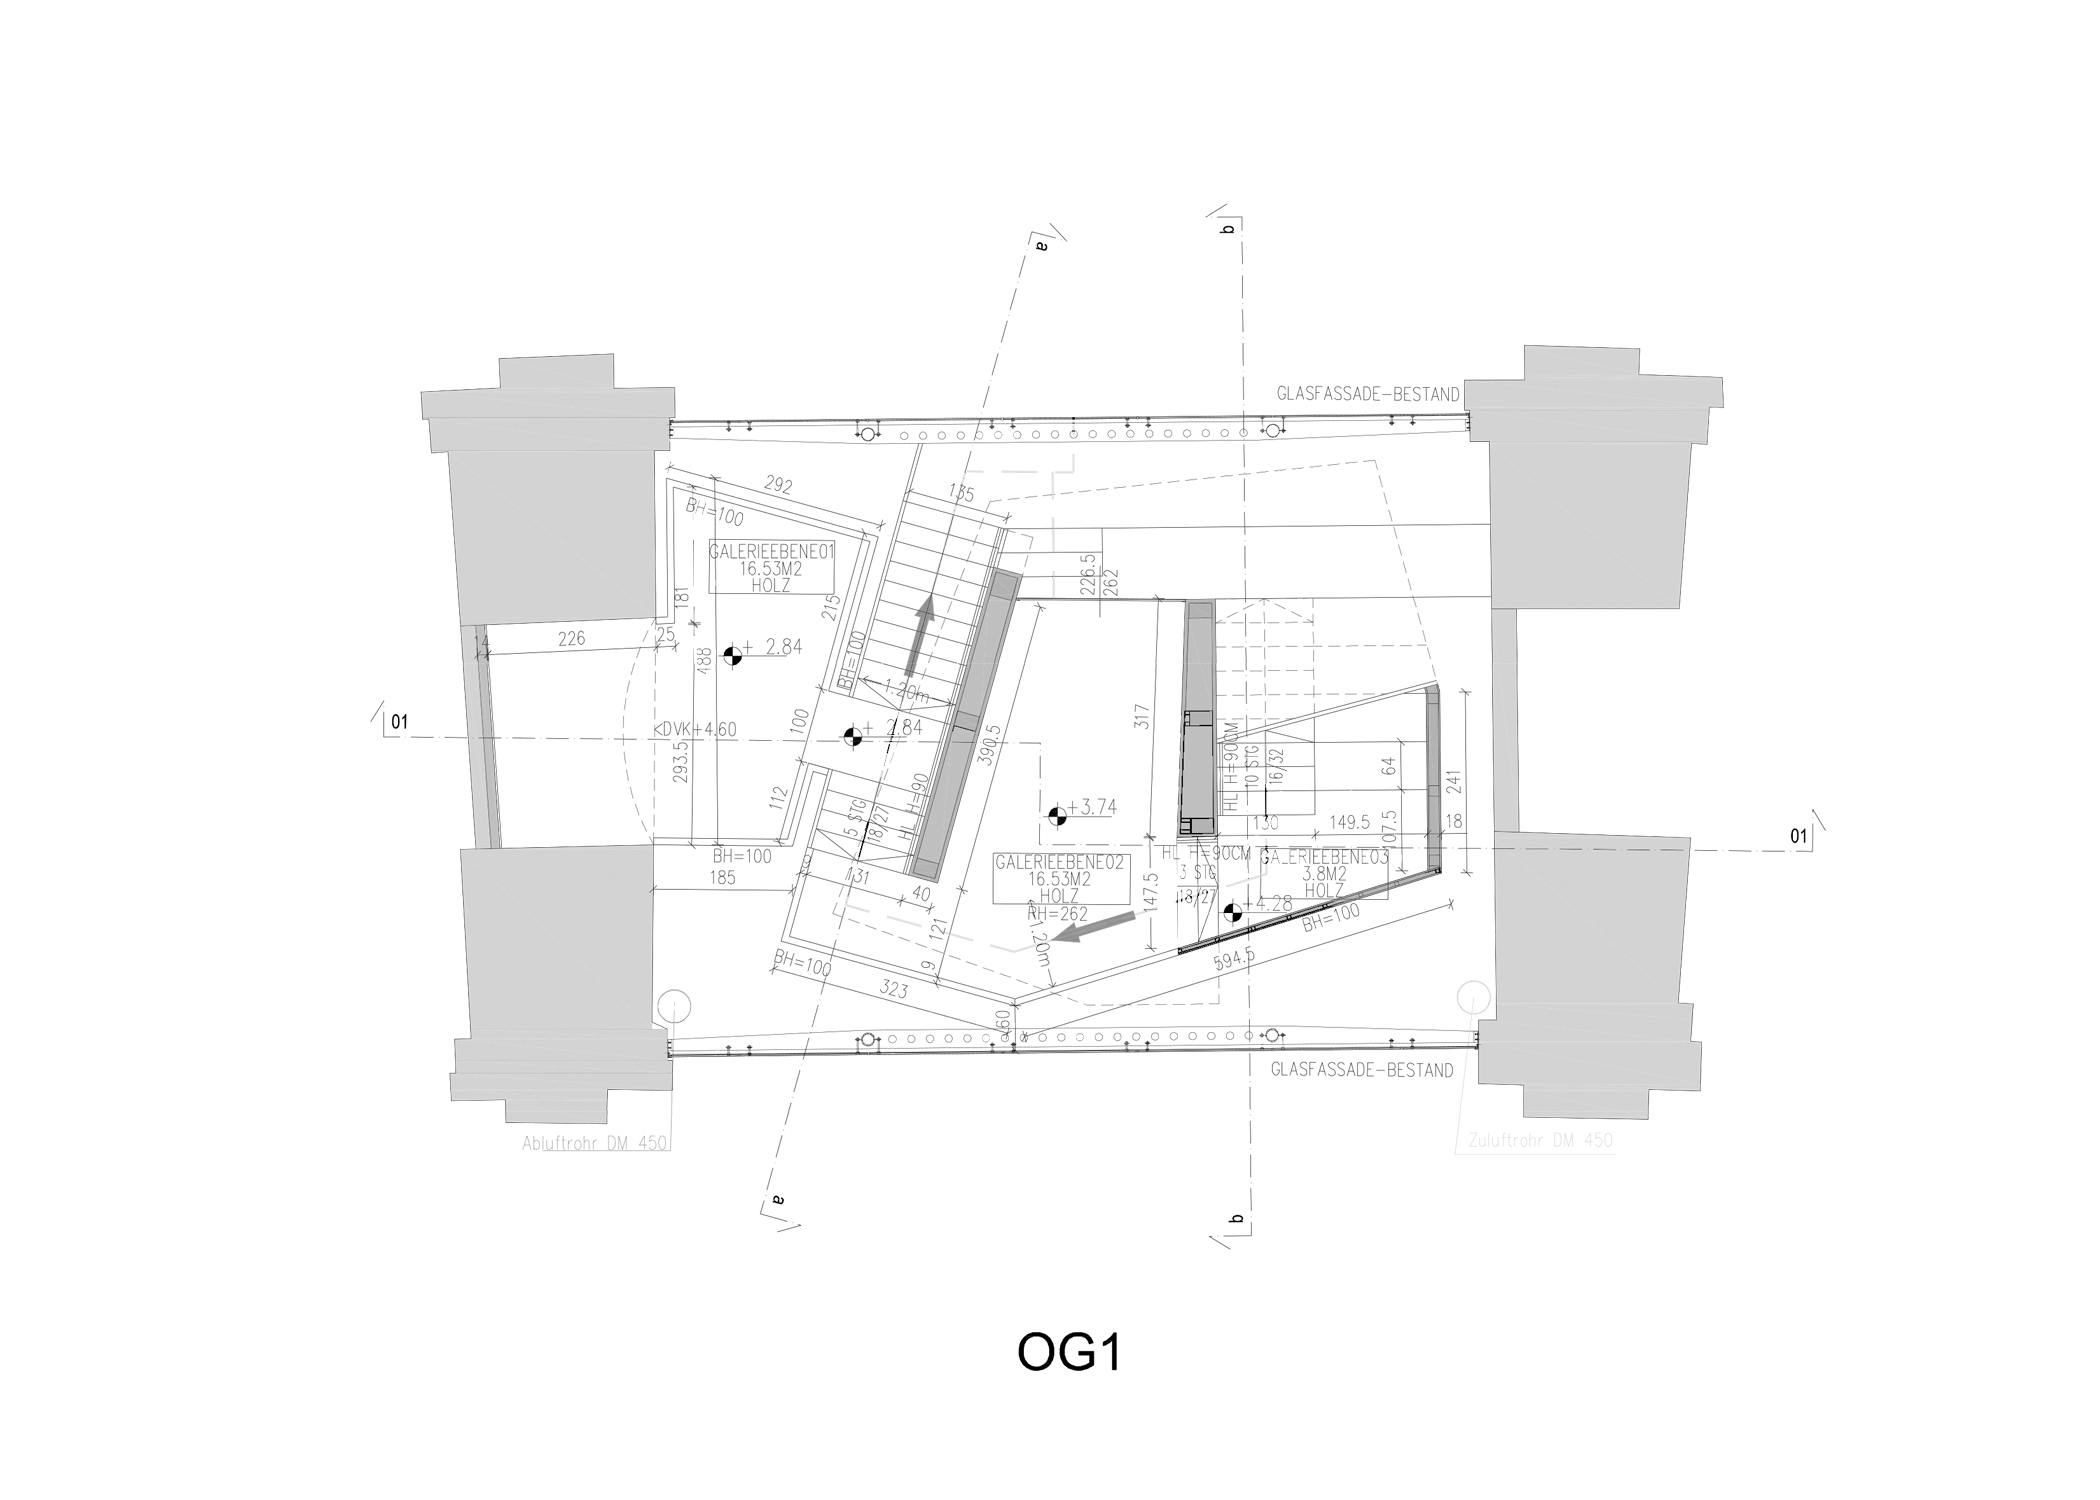 b
a
GLASFASSADE-BESTAND
292
135
BH=100
GALERIEEBENE01
16.53M2
HOLZ
226.5
262
181
215
14
226
25
+ 2.84
488
BH=100
1.20m
01
+ 2.84
<DVK+4.60
100
317
390.5
293.5
HL H=90CM
10 STG
16/32
64
241
112
HL H=90
+3.74
5 STG
18/27
130
149.5
107.5
18
01
BH=100
HL H=90CM
GALERIEEBENE02
16.53M2
HOLZ
RH=262
GALERIEEBENE03
3.8M2
HOLZ
185
9
131
40
3 STG
18/27
147.5
+4.28
121
1.20m
BH=100
BH=100
9
594.5
323
60
GLASFASSADE-BESTAND
Abluftrohr DM 450
Zuluftrohr DM 450
a
b
OG1